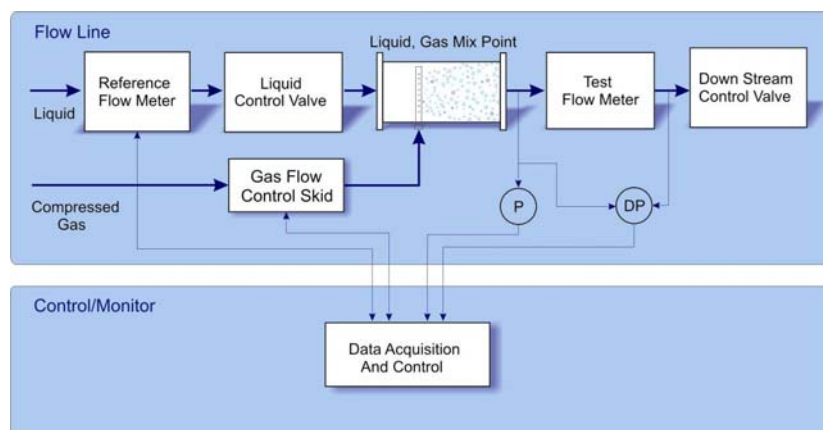 Flow Line
Liquid, Gas Mix Point
Reference
Flow Meter
Liquid
Control Valve
Test
Flow Meter
Down Stream
Control Valve
Liquid
Gas Flow
Control Skid
Compressed
Gas
P
DP
Control/Monitor
Data Acquisition
And Control